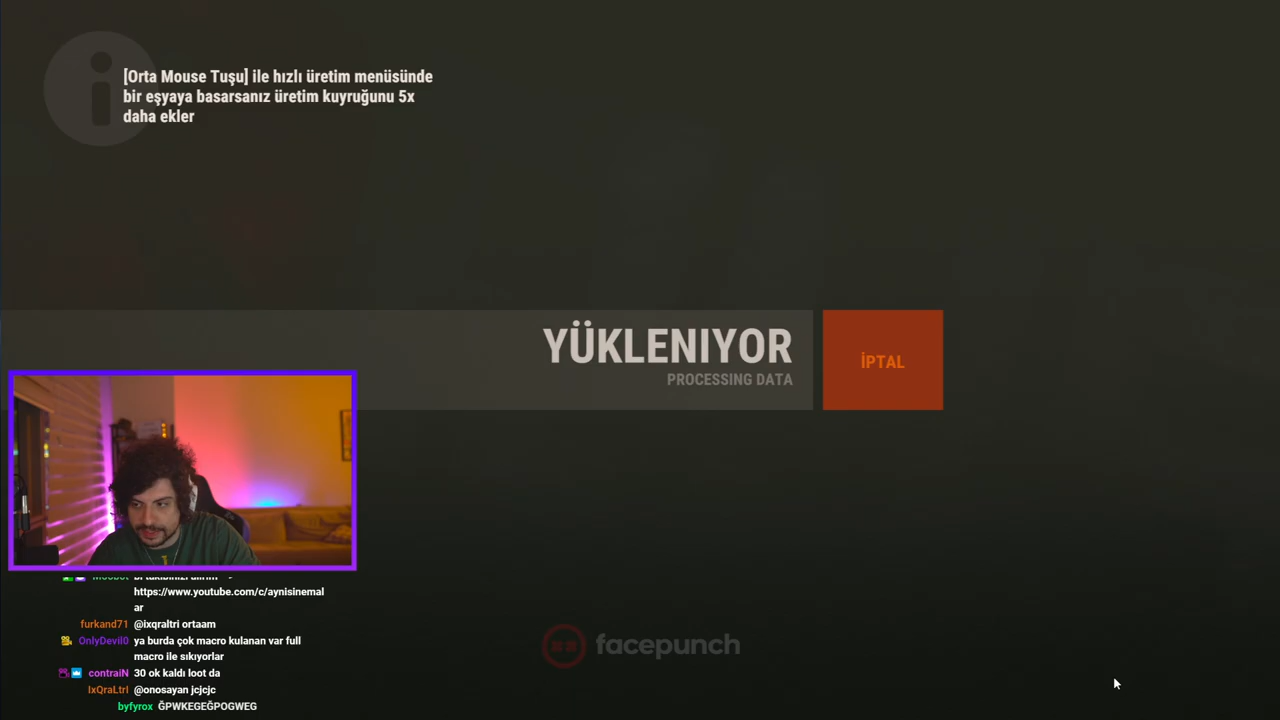 [Orta Mouse Tuşu] ile hızlı üretim menüsünde
bir eşyaya basarsanız üretim kuyruğunu 5x
daha ekler
YÜKLENIYOR
PROCESSING DATA
İPTAL
https://www.youtube.com/c/aynisinemal
ar
furkand71 @ixqraltri ortaam
OnlyDevil0 ya burda çok macro kulanan var full
macro ile sıkıyorlar
contraiN 30 ok kaldı loot da
IxQraLtrI @onosayan jcjcjc
byfyrox ĞPWKEGEĞPOGWEG
facepunch